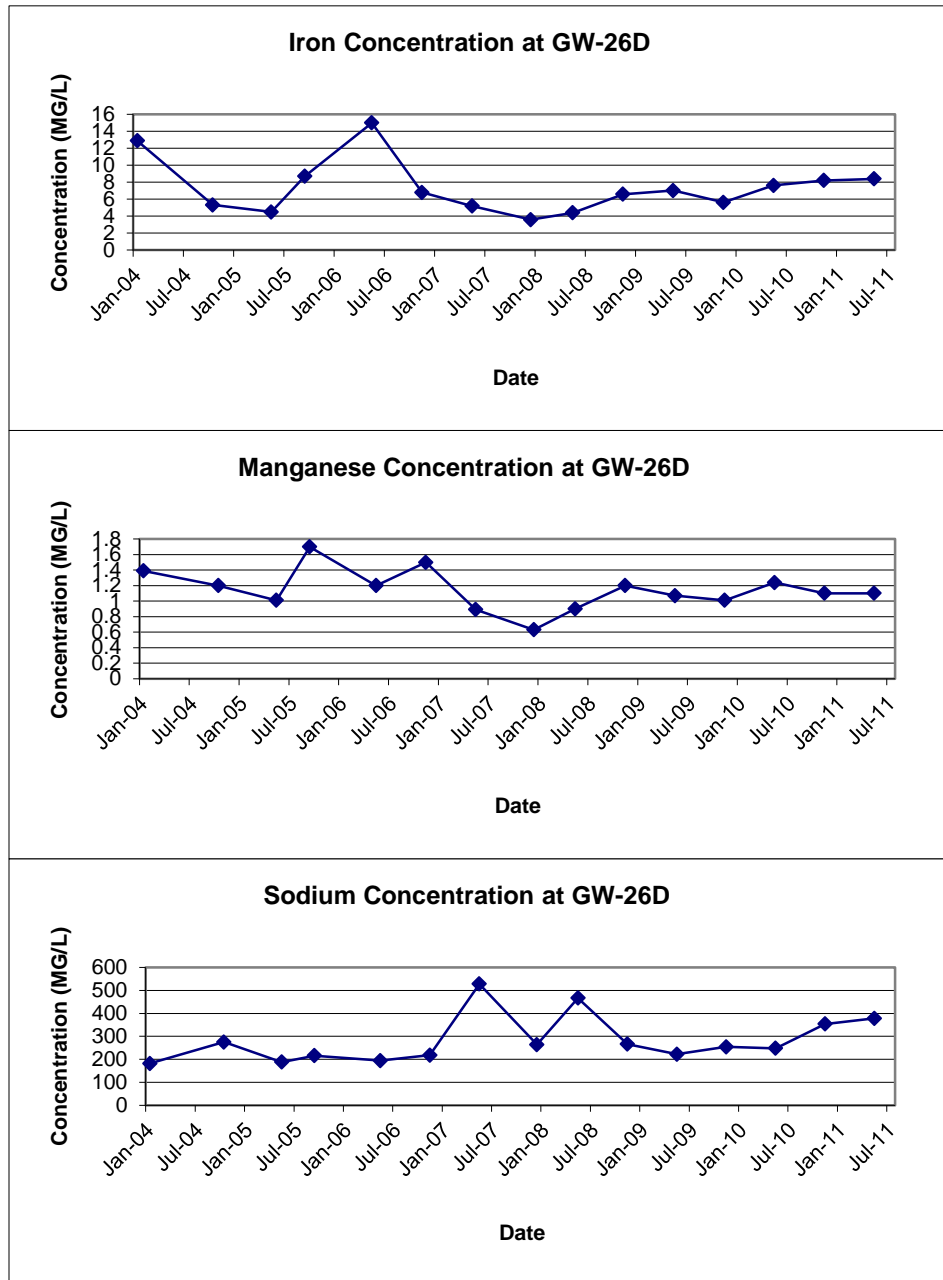 Iron Concentration at GW-26D
Concentration (MG/L)
16
14
12
10
8
6
4
2
0
Jan-04 Jul-04 Jan-05 Jul-05 Jan-06 Jul-06 Jan-07 Jul-07 Jan-08 Jul-08 Jan-09 Jul-09 Jan-10 Jul-10 Jan-11 Jul-11
Date
Manganese Concentration at GW-26D
Concentration (MG/L)
1.8
1.6
1.4
1.2
1
0.8
0.6
0.4
0.2
0
Jan-04 Jul-04 Jan-05 Jul-05 Jan-06 Jul-06 Jan-07 Jul-07 Jan-08 Jul-08 Jan-09 Jul-09 Jan-10 Jul-10 Jan-11 Jul-11
Date
Sodium Concentration at GW-26D
Concentration (MG/L)
600
500
400
300
200
100
0
Jan-04 Jul-04 Jan-05 Jul-05 Jan-06 Jul-06 Jan-07 Jul-07 Jan-08 Jul-08 Jan-09 Jul-09 Jan-10 Jul-10 Jan-11 Jul-11
Date